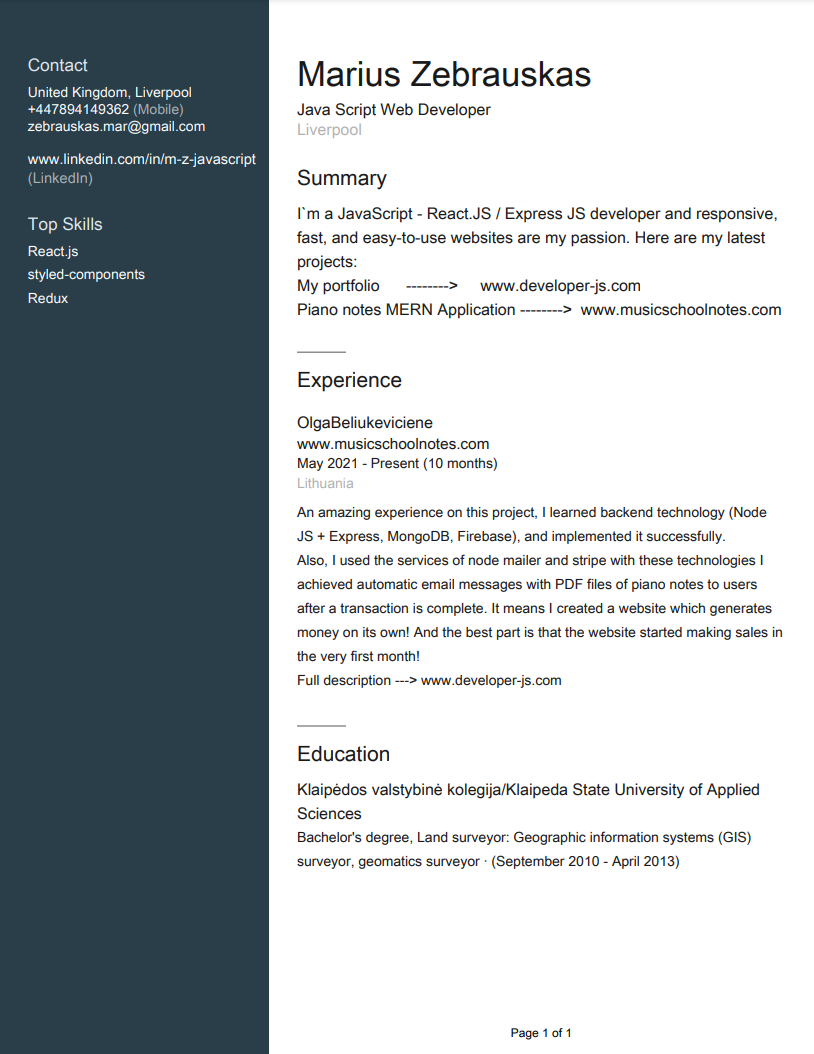 Contact
United Kingdom, Liverpool
+447894149362 (Mobile)
zebrauskas.mar@gmail.com
www.linkedin.com/in/m-z-javascript
(LinkedIn)
Top Skills
React.js
styled-components
Redux
Marius Zebrauskas
Java Script Web Developer
Liverpool
Summary
I`m a JavaScript - React.JS / Express JS developer and responsive,
fast, and easy-to-use websites are my passion. Here are my latest
projects:
My portfolio --------> www.developer-js.com
Piano notes MERN Application --------> www.musicschoolnotes.com
Experience
OlgaBeliukeviciene
www.musicschoolnotes.com
May 2021 - Present (10 months)
Lithuania
An amazing experience on this project, I learned backend technology (Node
JS + Express, MongoDB, Firebase), and implemented it successfully.
Also, I used the services of node mailer and stripe with these technologies I
achieved automatic email messages with PDF files of piano notes to users
after a transaction is complete. It means I created a website which generates
money on its own! And the best part is that the website started making sales in
the very first month!
Full description ---> www.developer-js.com
Education
Klaipėdos valstybinė kolegija/Klaipeda State University of Applied
Sciences
Bachelor's degree, Land surveyor: Geographic information systems (GIS)
surveyor, geomatics surveyor · (September 2010 - April 2013)
Page 1 of 1